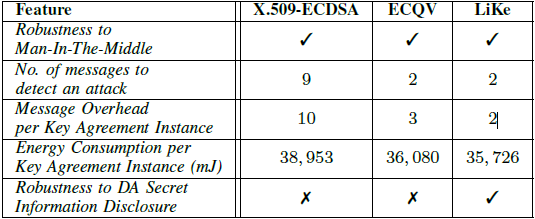 Feature X.509-ECDSA ECQV LiKe
Robustness to
Man-In-The-Middle ✓ ✓ ✓
No. of messages to
detect an attack 9 2 2
Message Overhead
per Key Agreement Instance 10 3 2
Energy Consumption per
Key Agreement Instance (mJ) 38,953 36,080 35,726
Robustness to DA Secret
Information Disclosure ✗ ✗ ✓